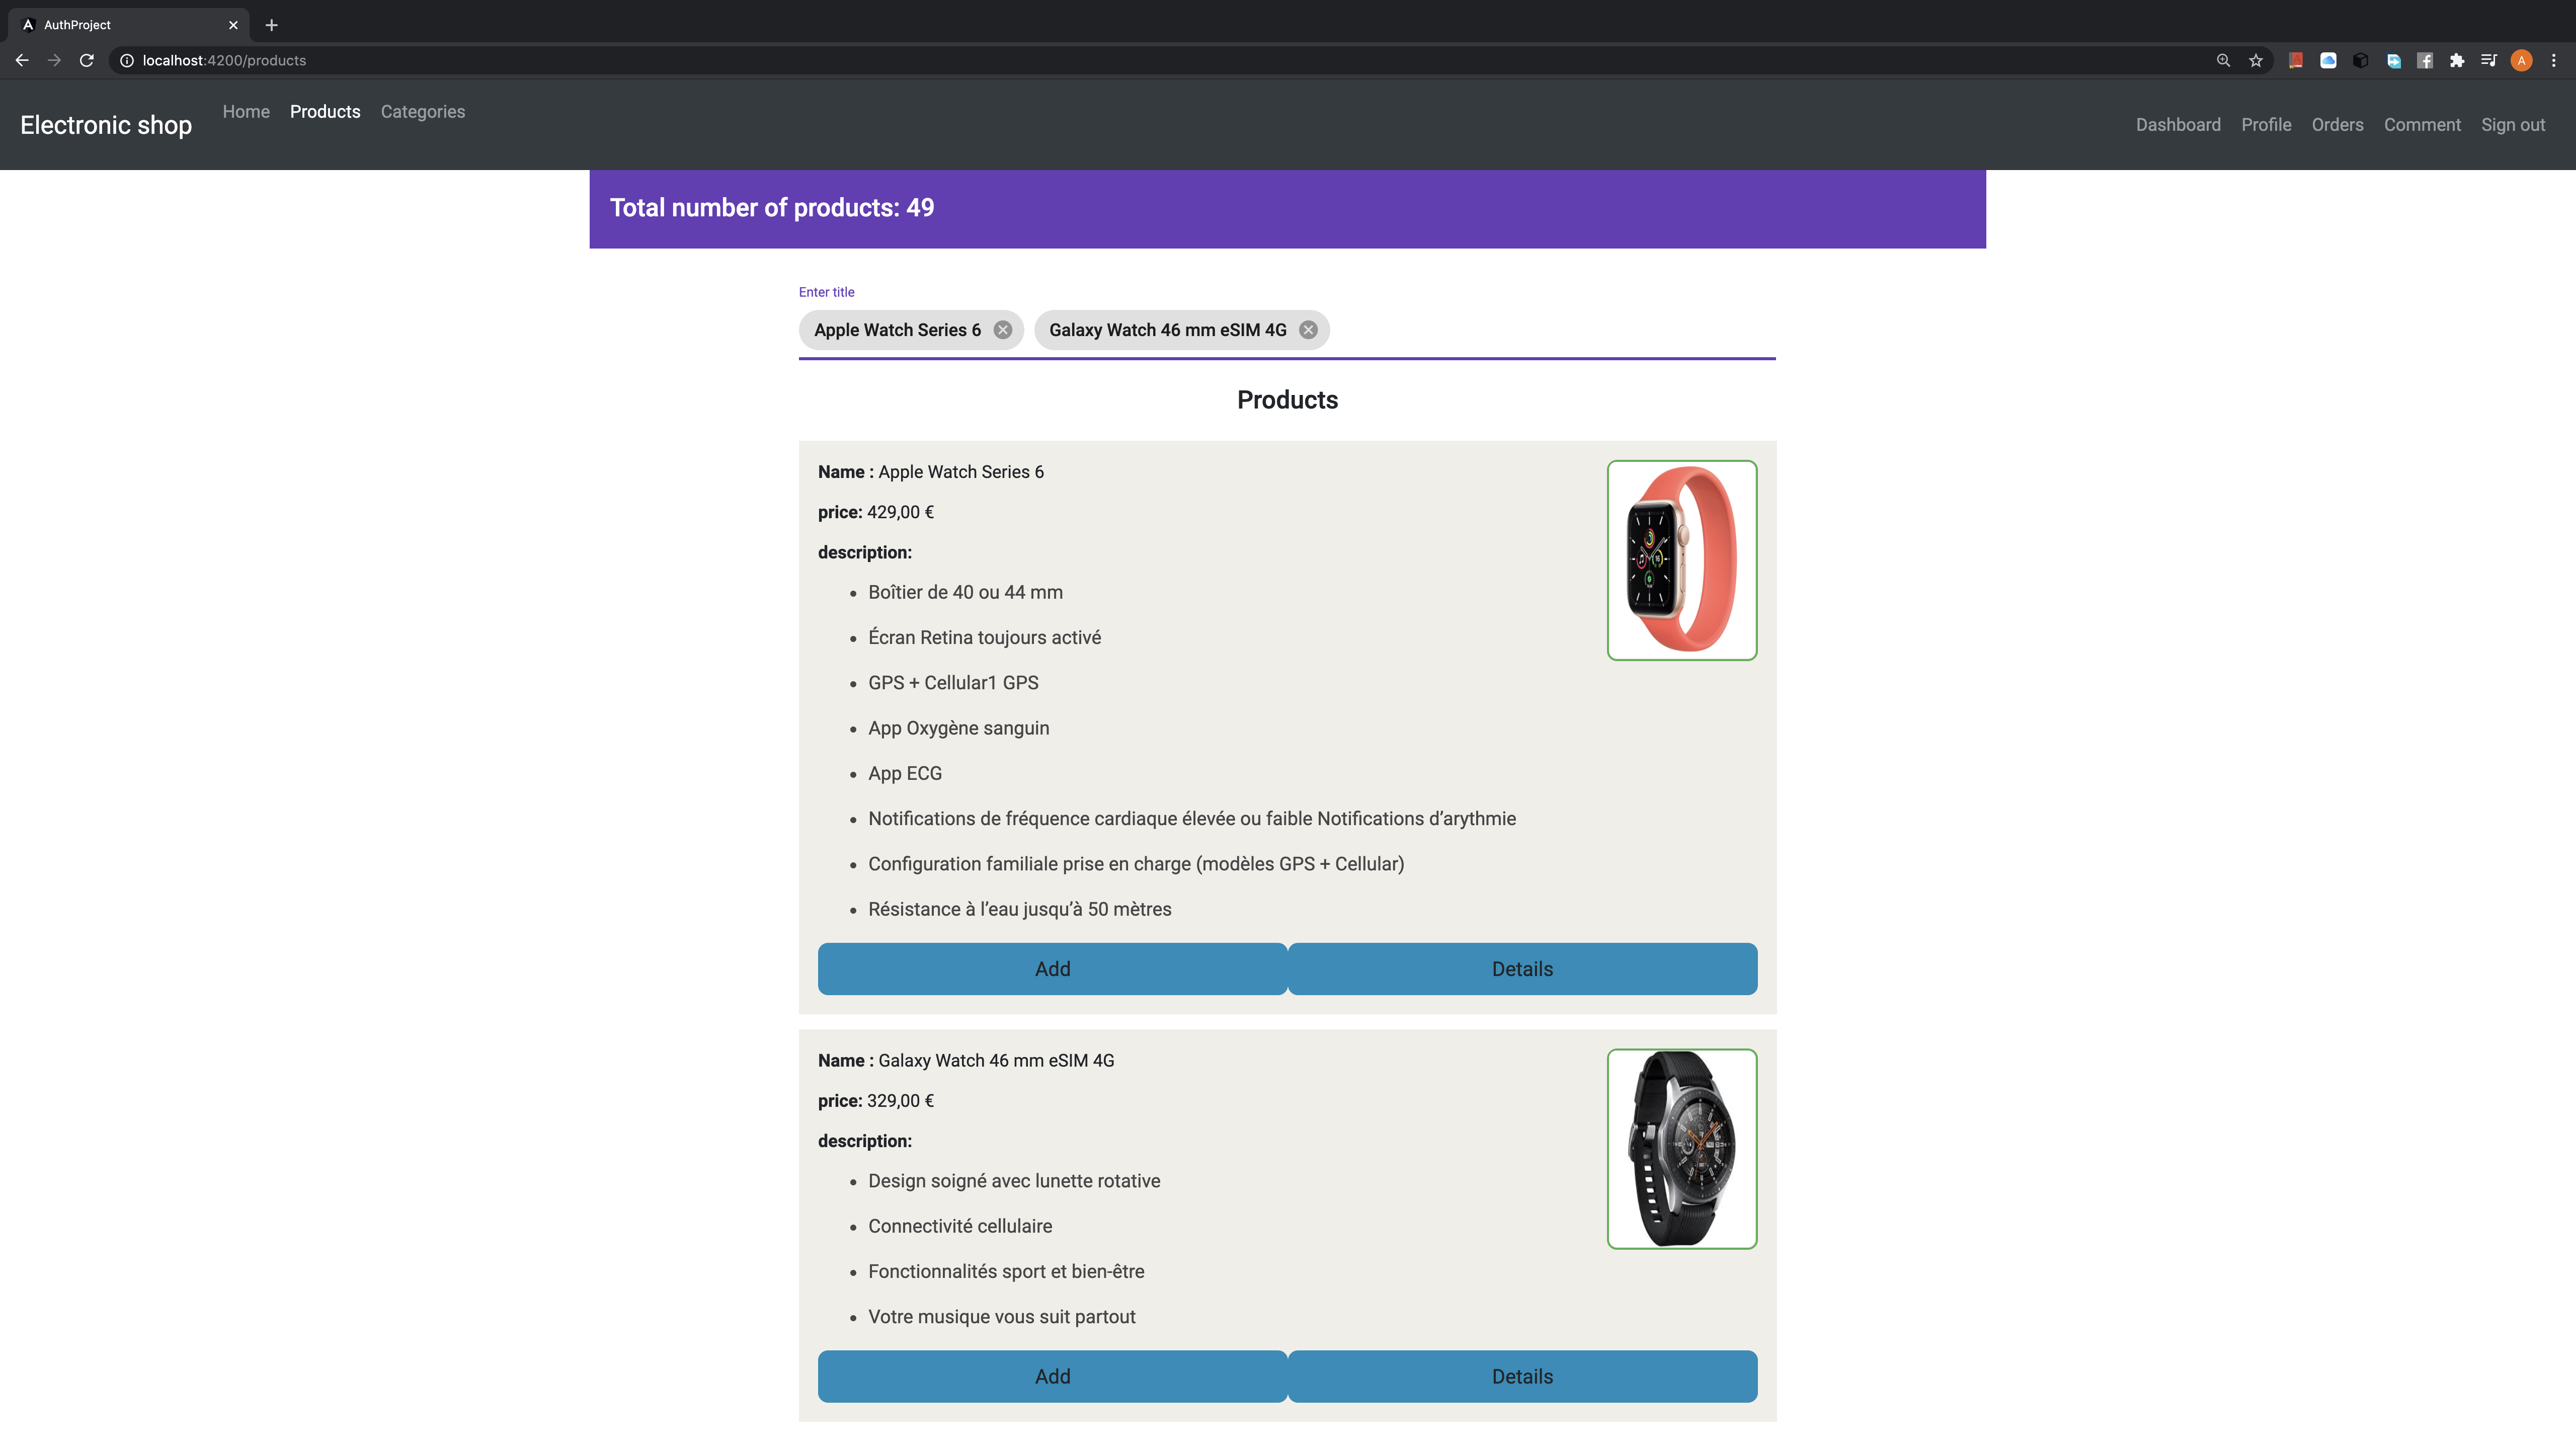 AuthProject
localhost:4200/products
A
Electronic shop
Home Products Categories
Dashboard Profile Orders Comment Sign out
Total number of products: 49
Enter title
Apple Watch Series 6 Galaxy Watch 46 mm eSIM 4G
Products
Name : Apple Watch Series 6
price: 429,00 €
description:
Boîtier de 40 ou 44 mm
Écran Retina toujours activé
GPS + Cellular1 GPS
App Oxygène sanguin
App ECG
Notifications de fréquence cardiaque élevée ou faible Notifications d’arythmie
Configuration familiale prise en charge (modèles GPS + Cellular)
Résistance à l’eau jusqu’à 50 mètres
Add Details
Name : Galaxy Watch 46 mm eSIM 4G
price: 329,00 €
description:
Design soigné avec lunette rotative
Connectivité cellulaire
Fonctionnalités sport et bien-être
Votre musique vous suit partout
Add Details